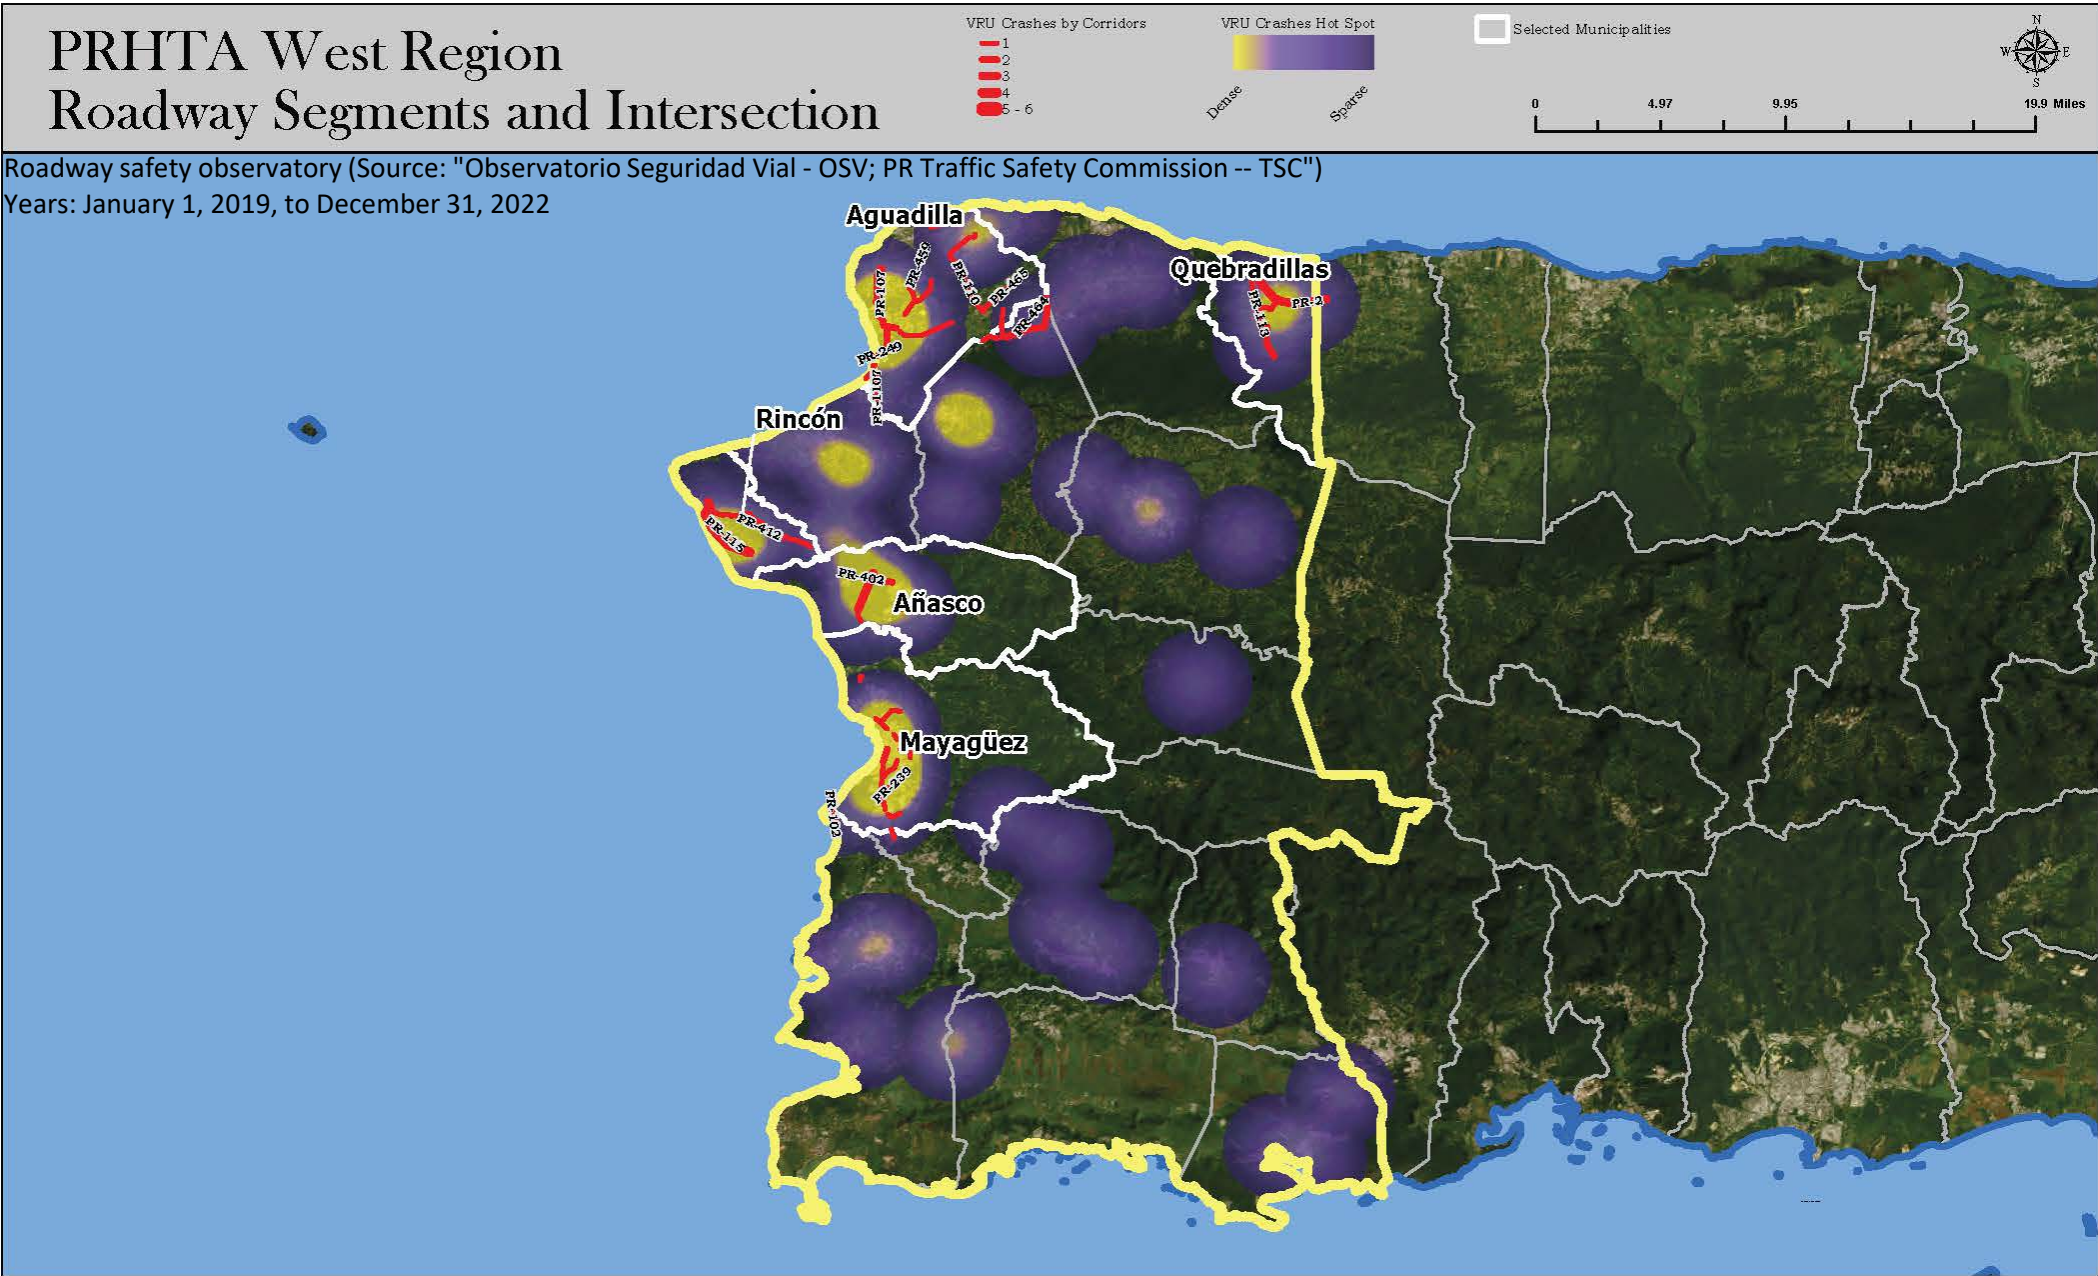 PRHTA West Region
Roadway Segments and Intersection
VRU Crashes by Corridors
1
2
3
4
5 - 6
VRU Crashes Hot Spot
Dense
Sparse
Selected Municipalities
N
W
E
S
0
4.97
9.95
19.9 Miles
Roadway safety observatory (Source: "Observatorio Seguridad Vial - OSV; PR Traffic Safety Commission -- TSC")
Years: January 1, 2019, to December 31, 2022
Aguadilla
PR-459
PR-107
PR-110
PR-465
PR-464
Quebradillas
PR-2
PR-113
PR-249
PR-1107
Rincón
PR-412
PR-115
PR-402
Añasco
Mayagüez
PR-239
PR-102